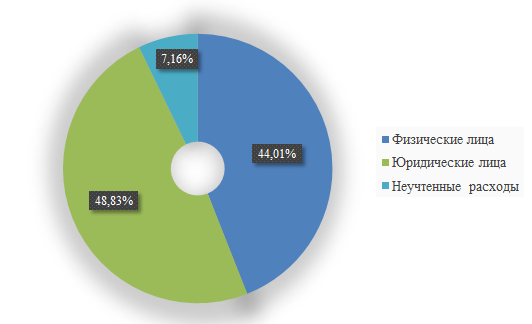 7,16%
44,01%
48,83%
Физические лица
Юридические лица
Неучтенные расходы